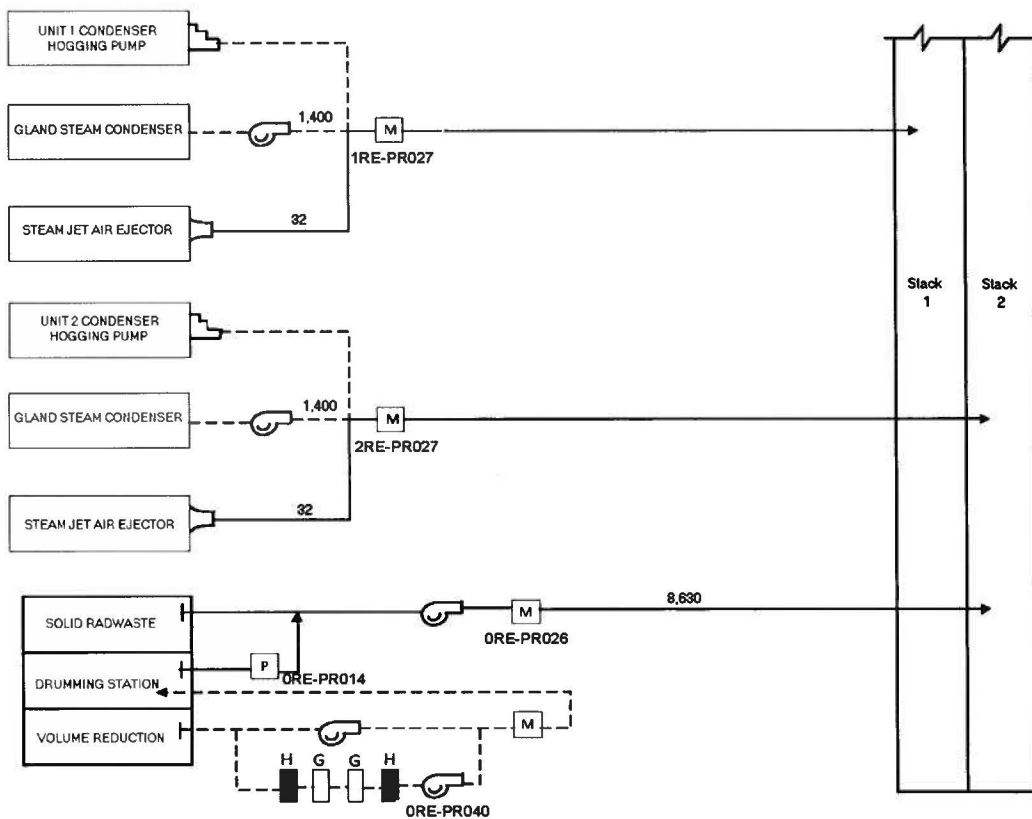 UNIT 1 CONDENSER
HOGGING PUMP
GLAND STEAM CONDENSER
1,400
M
1RE-PR027
STEAM JET AIR EJECTOR
32
Stack
1
Stack
2
UNIT 2 CONDENSER
HOGGING PUMP
GLAND STEAM CONDENSER
1,400
M
2RE-PR027
STEAM JET AIR EJECTOR
32
SOLID RADWASTE
M
8,630
0RE-PR026
DRUMMING STATION
P
0RE-PR014
VOLUME REDUCTION
M
H G G H
0RE-PR040